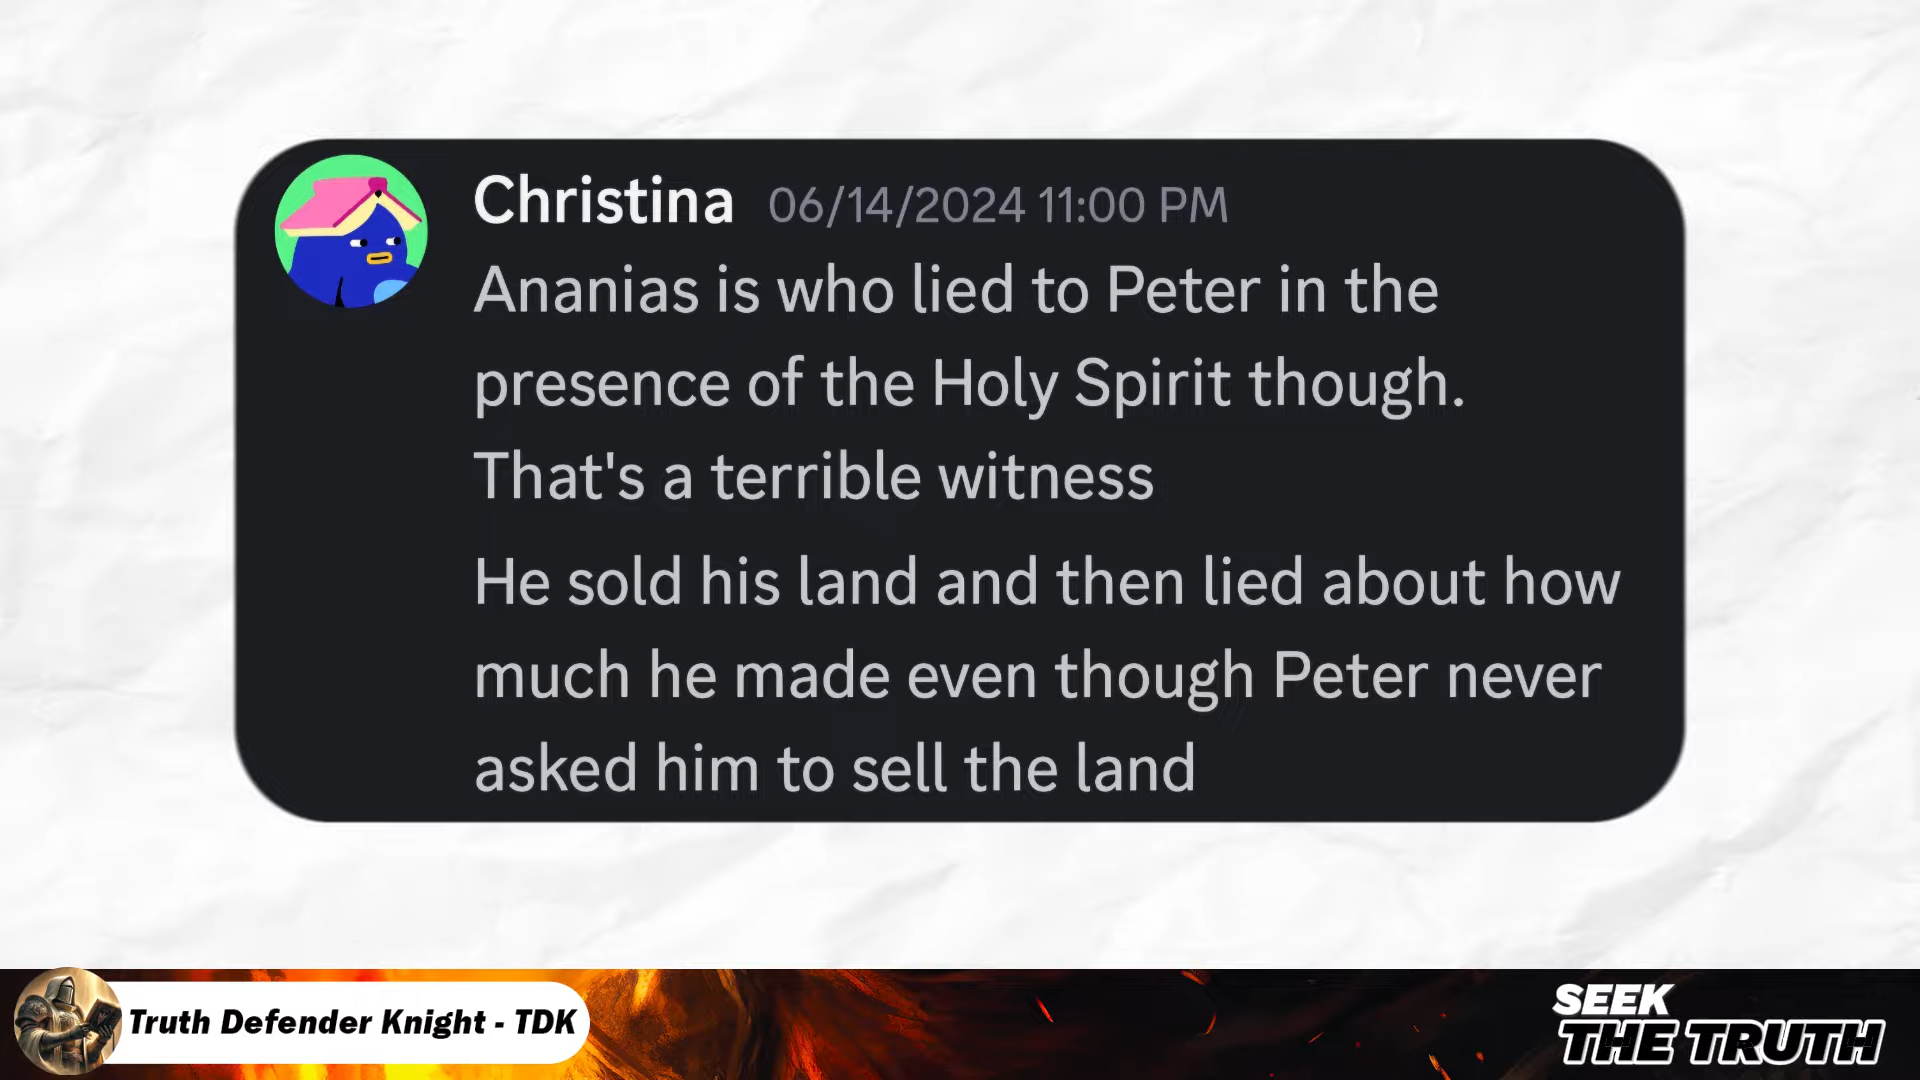 Christina 06/14/2024 11:00 PM
Ananias is who lied to Peter in the
presence of the Holy Spirit though.
That's a terrible witness
He sold his land and then lied about how
much he made even though Peter never
asked him to sell the land
Truth Defender Knight - TDK
SEEK
THE TRUTH